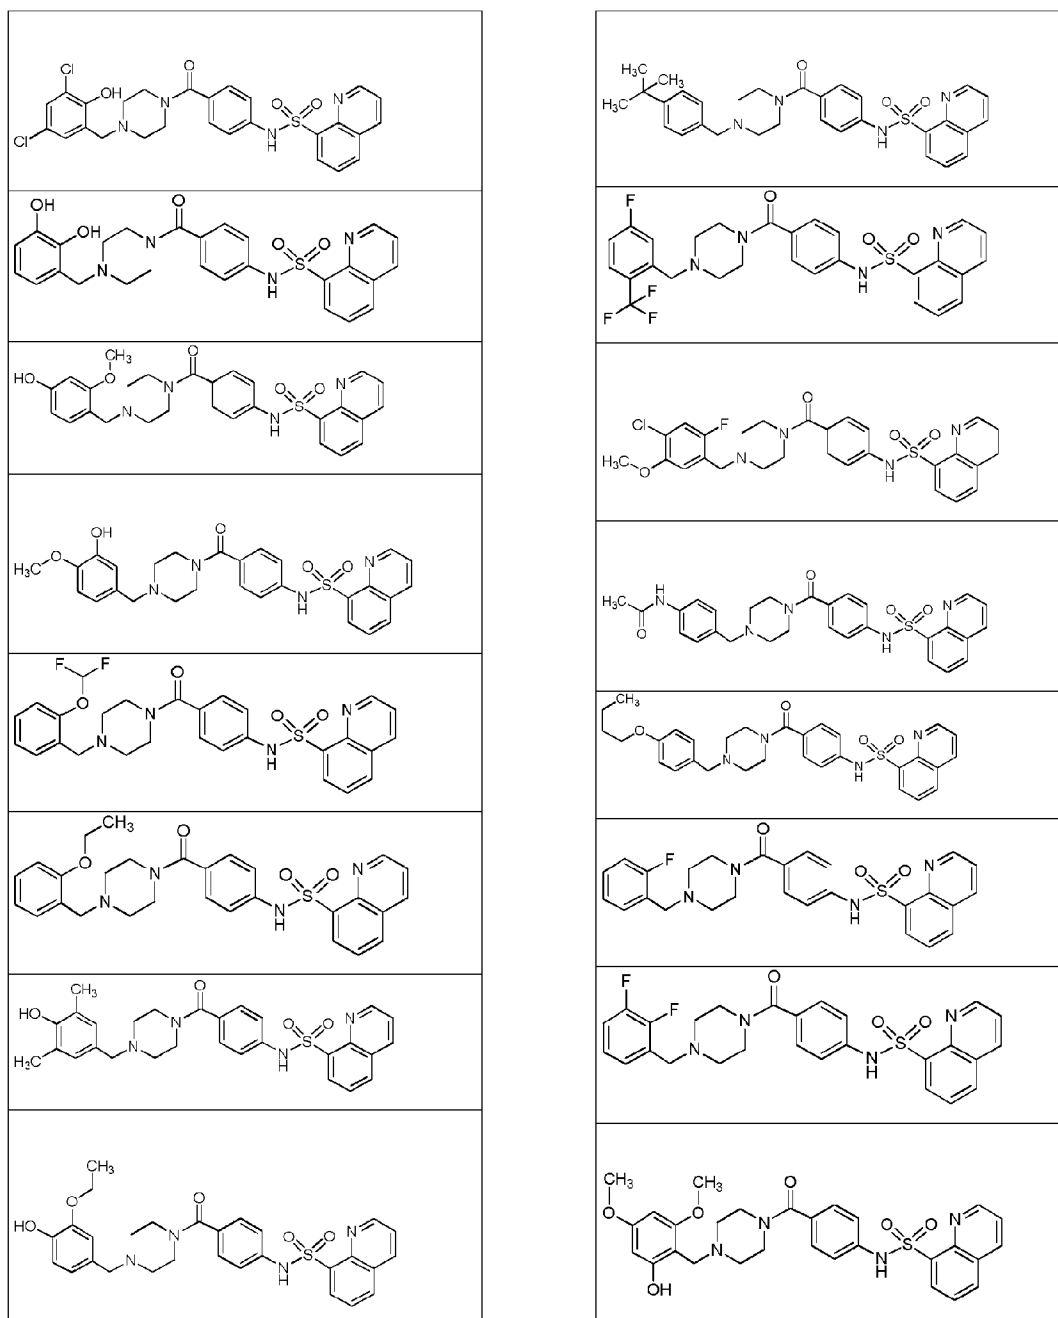 Cl O
OH N O O N
Cl N N S
H
OH O
OH N O O N
N N S
H
CH₃ O
HO O N O O N
N N S
H
OH O
O N O O N
H₃C N N S
H
F F O
O N O O N
N N S
H
CH₃ O
O N O O N
N N S
H
CH₃ O
HO N O O N
H₃C N N S
H
CH₃ O
O N O O N
HO N N S
H
H₃C CH₃ O
H₃C N O O N
N N S
H
F O
N O O N
N N S
F H
F F
O
Cl F N O O N
H₃C O N N S
H
H O
H₃C N N O O N
O N N S
H
CH₃ O
O N O O N
N N S
H
O
F N O O N
N N S
H
F O
F N O O N
N N S
H
H₃C CH₃ O
O O N O O N
N N S
OH H